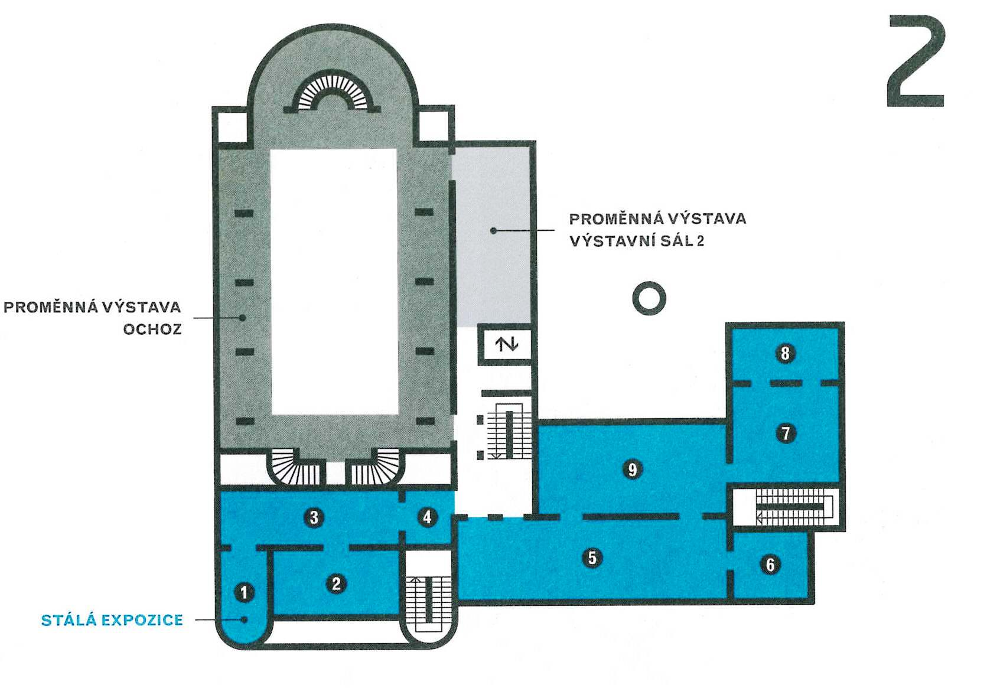 2
PROMĚNNÁ VÝSTAVA
VÝSTAVNÍ SÁL 2
PROMĚNNÁ VÝSTAVA
OCHOZ
8
7
9
3
4
5
6
2
1
STÁLÁ EXPOZICE